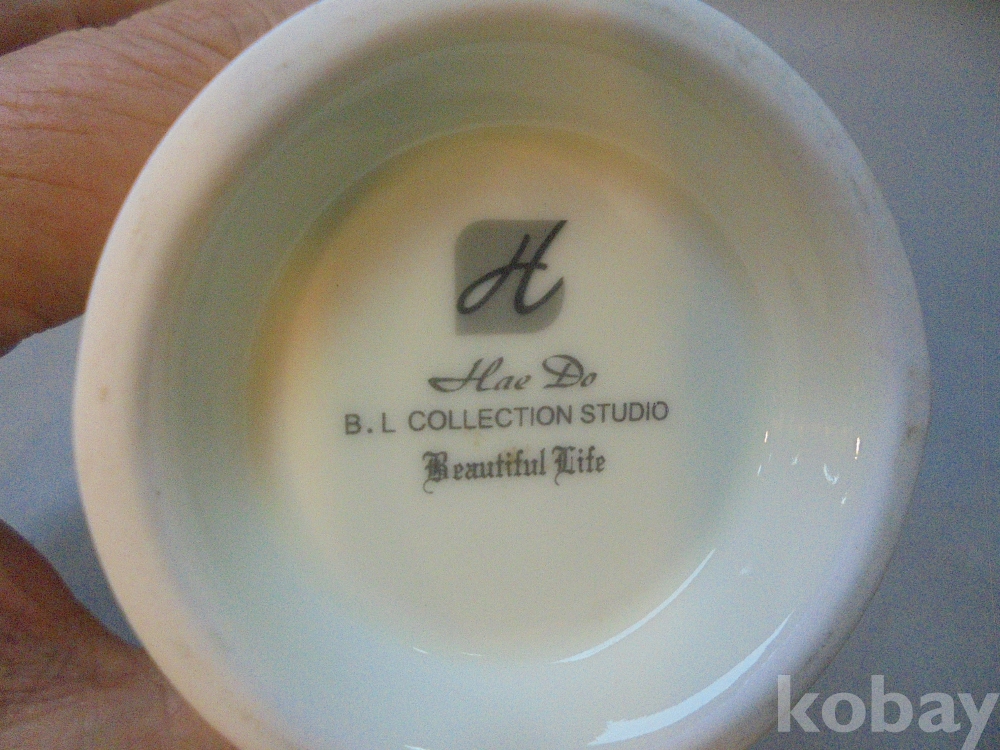 H
Hae Do
B.L COLLECTION STUDIO
Beautiful Life
kobay